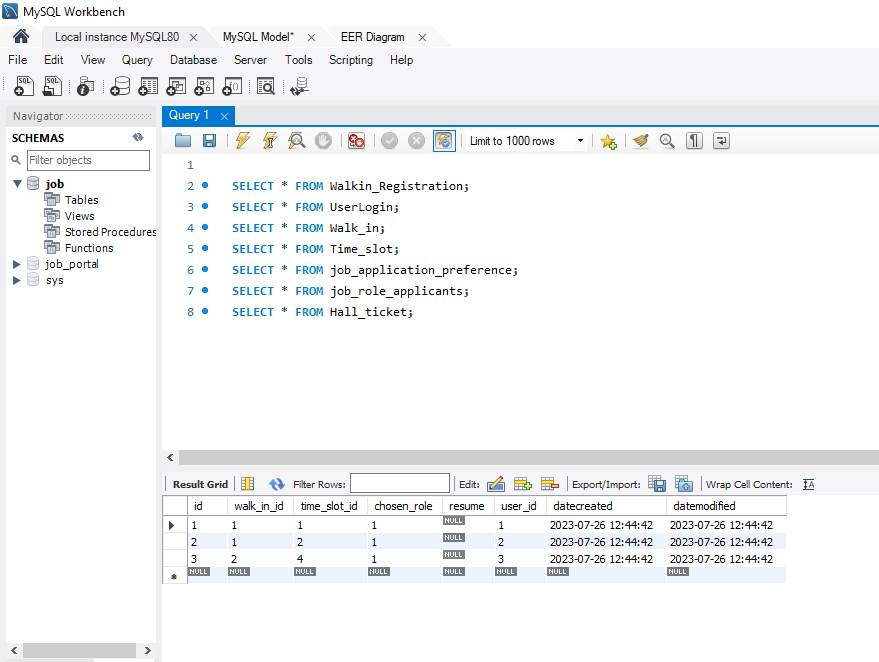 MySQL Workbench
Local instance MySQL80 MySQL Model* EER Diagram
File Edit View Query Database Server Tools Scripting Help
Navigator
SCHEMAS
Filter objects
job
Tables
Views
Stored Procedures
Functions
job_portal
sys
Query 1
Limit to 1000 rows
1
2 SELECT * FROM Walkin_Registration;
3 SELECT * FROM UserLogin;
4 SELECT * FROM Walk_in;
5 SELECT * FROM Time_slot;
6 SELECT * FROM job_application_preference;
7 SELECT * FROM job_role_applicants;
8 SELECT * FROM Hall_ticket;
Result Grid Filter Rows: Edit: Export/Import: Wrap Cell Content:
id walk_in_id time_slot_id chosen_role resume user_id datecreated datemodified
1 1 1 1 NULL 1 2023-07-26 12:44:42 2023-07-26 12:44:42
2 1 2 1 NULL 2 2023-07-26 12:44:42 2023-07-26 12:44:42
3 2 4 1 NULL 3 2023-07-26 12:44:42 2023-07-26 12:44:42
NULL NULL NULL NULL NULL NULL NULL NULL